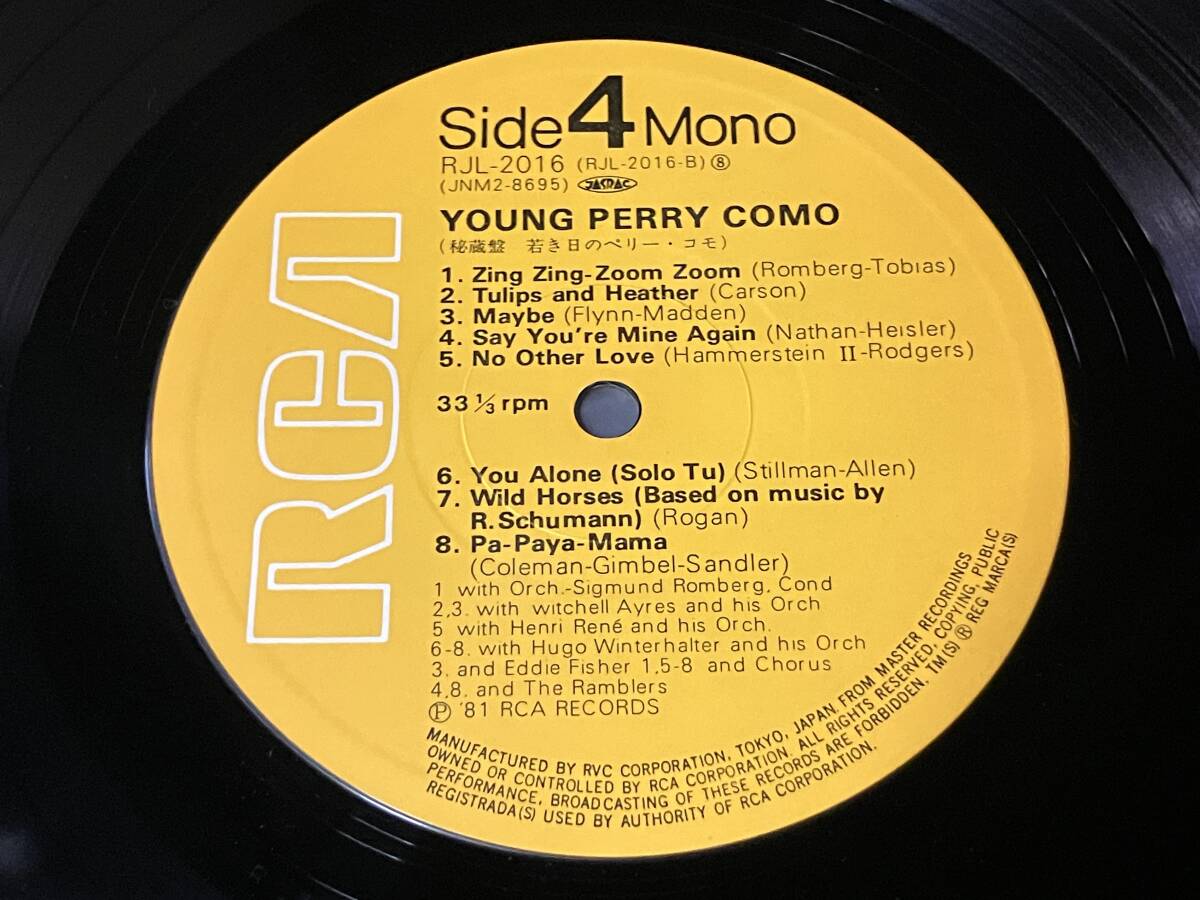 RCA
Side 4 Mono
RJL-2016 (RJL-2016-B) ⑧
(JNM2-8695) JASRAC
YOUNG PERRY COMO
(秘蔵盤 若き日のペリー・コモ)
1. Zing Zing-Zoom Zoom (Romberg-Tobias)
2. Tulips and Heather (Carson)
3. Maybe (Flynn-Madden)
4. Say You're Mine Again (Nathan-Heisler)
5. No Other Love (Hammerstein II-Rodgers)
33 1/3 rpm
6. You Alone (Solo Tu) (Stillman-Allen)
7. Wild Horses (Based on music by
R.Schumann) (Rogan)
8. Pa-Paya-Mama
(Coleman-Gimbel-Sandler)
1 with Orch.-Sigmund Romberg, Cond
2,3. with witchell Ayres and his Orch
5 with Henri René and his Orch.
6-8. with Hugo Winterhalter and his Orch
3. and Eddie Fisher 1,5-8 and Chorus
4,8. and The Ramblers
Ⓟ '81 RCA RECORDS
MANUFACTURED BY RVC CORPORATION, TOKYO, JAPAN, FROM MASTER RECORDINGS
OWNED OR CONTROLLED BY RCA CORPORATION. ALL RIGHTS RESERVED. COPYING, PUBLIC
PERFORMANCE, BROADCASTING OF THESE RECORDS ARE FORBIDDEN. TM(S) ® REG MARCA(S)
REGISTRADA(S) USED BY AUTHORITY OF RCA CORPORATION.